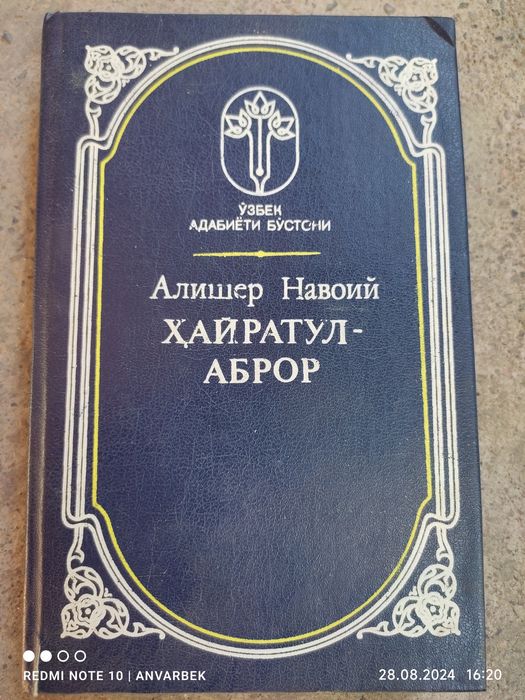 ЎЗБЕК
АДАБИЁТИ БЎСТОНИ
Алишер Навоий
ҲАЙРАТУЛ-
АБРОР
REDMI NOTE 10 | ANVARBEK
28.08.2024 16:20